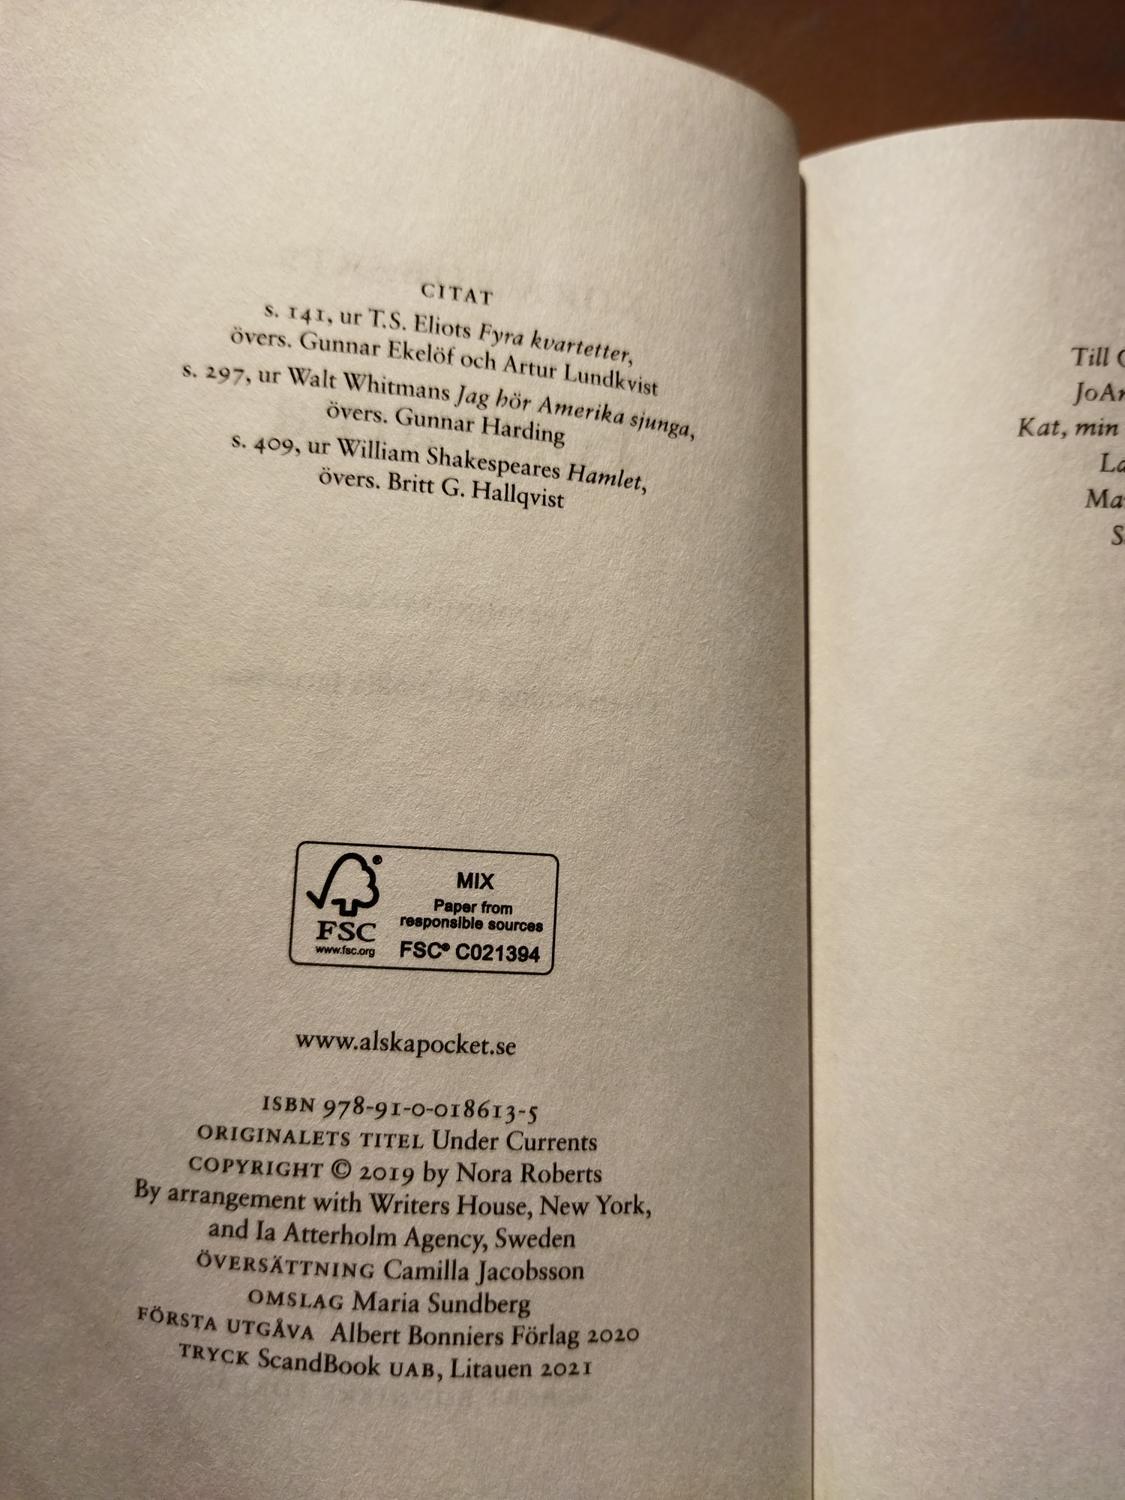 CITAT
s. 141, ur T.S. Eliots Fyra kvartetter,
övers. Gunnar Ekelöf och Artur Lundkvist
s. 297, ur Walt Whitmans Jag hör Amerika sjunga,
övers. Gunnar Harding
s. 409, ur William Shakespeares Hamlet,
övers. Britt G. Hallqvist
FSC
www.fsc.org
MIX
Paper from
responsible sources
FSC® C021394
www.alskapocket.se
ISBN 978-91-0-018613-5
ORIGINALETS TITEL Under Currents
COPYRIGHT © 2019 by Nora Roberts
By arrangement with Writers House, New York,
and Ia Atterholm Agency, Sweden
ÖVERSÄTTNING Camilla Jacobsson
OMSLAG Maria Sundberg
FÖRSTA UTGÅVA Albert Bonniers Förlag 2020
TRYCK ScandBook UAB, Litauen 2021
Till
Kat, min